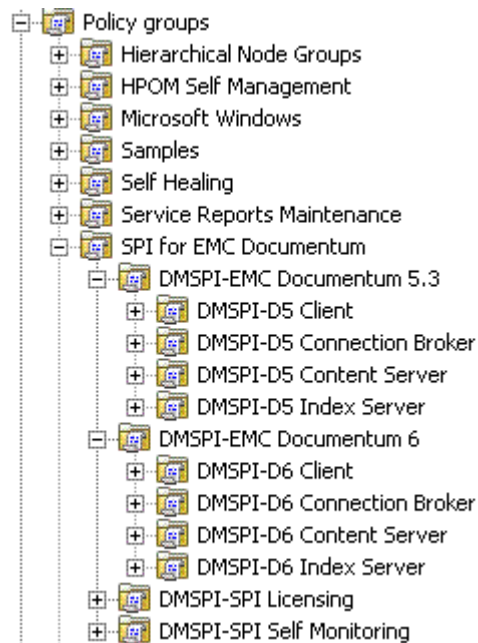 Policy groups
Hierarchical Node Groups
HPOM Self Management
Microsoft Windows
Samples
Self Healing
Service Reports Maintenance
SPI for EMC Documentum
DMSPI-EMC Documentum 5.3
DMSPI-D5 Client
DMSPI-D5 Connection Broker
DMSPI-D5 Content Server
DMSPI-D5 Index Server
DMSPI-EMC Documentum 6
DMSPI-D6 Client
DMSPI-D6 Connection Broker
DMSPI-D6 Content Server
DMSPI-D6 Index Server
DMSPI-SPI Licensing
DMSPI-SPI Self Monitoring